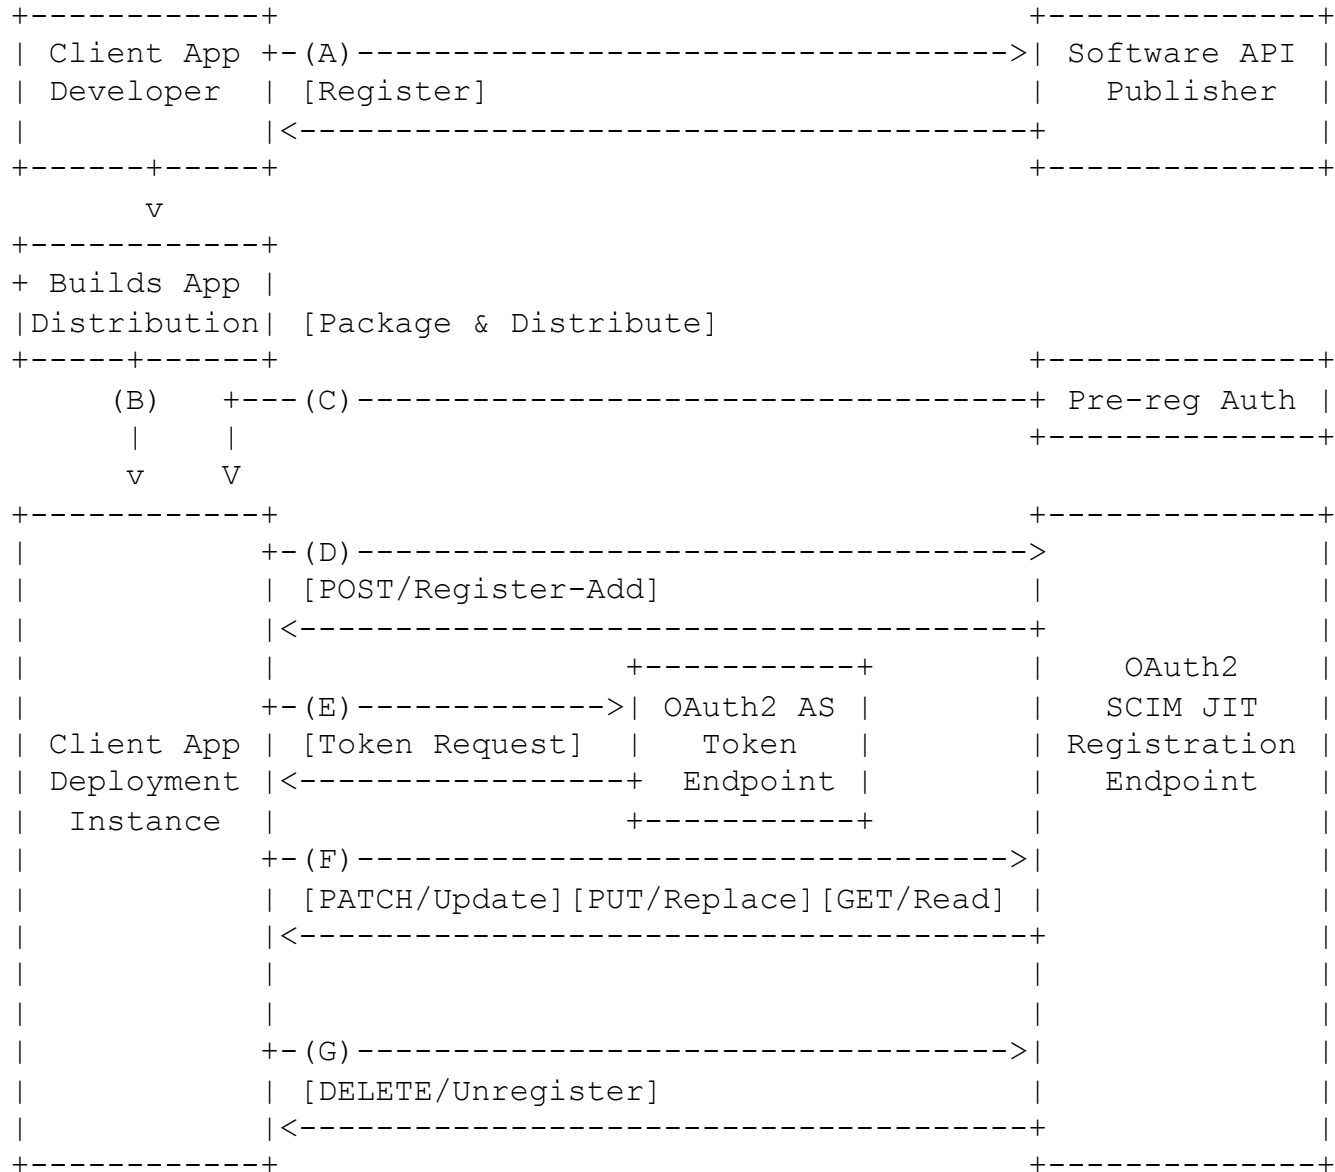 +------------+                                       +--------------+
| Client App +-(A)---------------------------------->| Software API |
| Developer  | [Register]                            |   Publisher  |
|            |<--------------------------------------+              |
+------+-----+                                       +--------------+
       v
+------------+
+ Builds App |
|Distribution| [Package & Distribute]
+-----+------+                                       +--------------+
     (B)   +---(C)-----------------------------------+ Pre-reg Auth |
      |    |                                         +--------------+
      v    V
+------------+                                       +--------------+
|            +-(D)----------------------------------->              |
|            | [POST/Register-Add]                   |              |
|            |<--------------------------------------+              |
|            |                  +-----------+        |    OAuth2    |
|            +-(E)------------->| OAuth2 AS |        |   SCIM JIT   |
| Client App | [Token Request]  |   Token   |        | Registration |
| Deployment |<-----------------+  Endpoint |        |   Endpoint   |
|  Instance  |                  +-----------+        |              |
|            +-(F)---------------------------------->|              |
|            | [PATCH/Update][PUT/Replace][GET/Read] |              |
|            |<--------------------------------------+              |
|            |                                       |              |
|            |                                       |              |
|            +-(G)---------------------------------->|              |
|            | [DELETE/Unregister]                   |              |
|            |<--------------------------------------+              |
+------------+                                       +--------------+